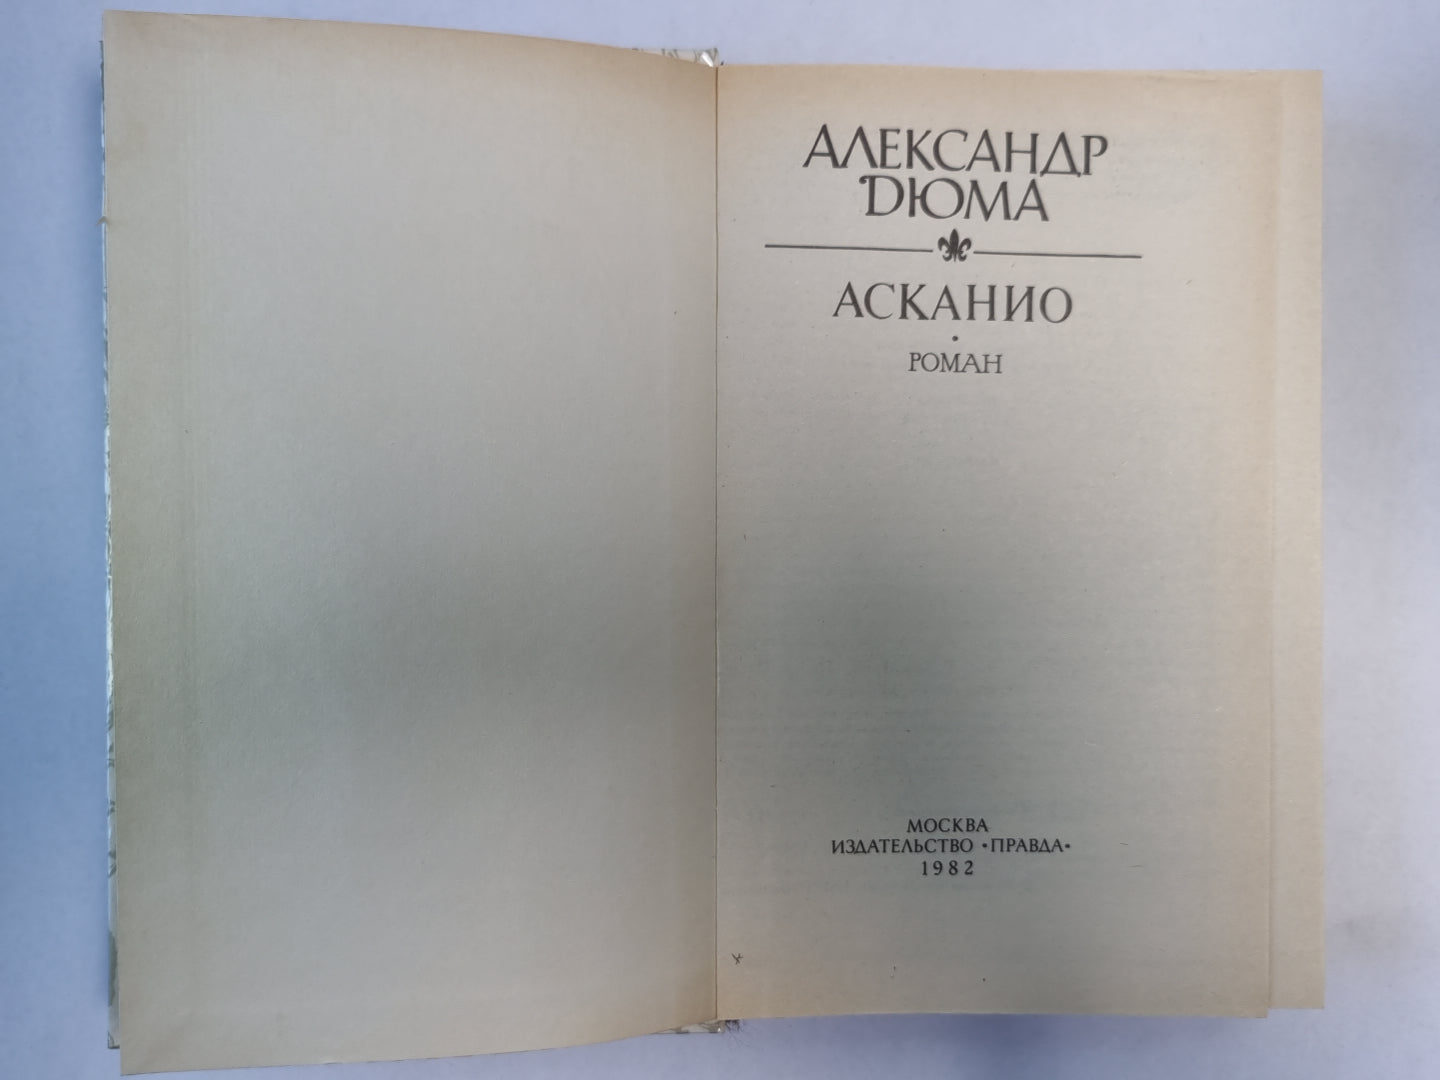 АЛЕКСАНДР
ДЮМА
АСКАНИО
РОМАН
МОСКВА
ИЗДАТЕЛЬСТВО •ПРАВДА•
1982